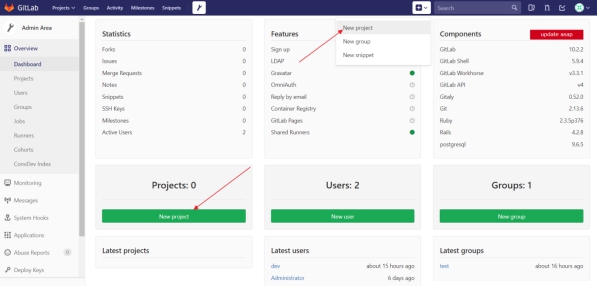 GitLab Projects Groups Activity Milestones Snippets Search
Admin Area
Overview
Dashboard
Projects
Users
Groups
Jobs
Runners
Cohorts
ConvDev Index
Monitoring
Messages
System Hooks
Applications
Abuse Reports 0
Deploy Keys
New project
New group
New snippet
Statistics
Forks 0
Issues 0
Merge Requests 0
Notes 0
Snippets 0
SSH Keys 0
Milestones 0
Active Users 2
Features
Sign up
LDAP
Gravatar
OmniAuth
Reply by email
Container Registry
GitLab Pages
Shared Runners
Components update asap
GitLab 10.2.2
GitLab Shell 5.9.4
GitLab Workhorse v3.3.1
GitLab API v4
Gitaly 0.52.0
Git 2.13.6
Ruby 2.3.5p376
Rails 4.2.8
postgresql 9.6.5
Projects: 0
New project
Users: 2
New user
Groups: 1
New group
Latest projects
Latest users
dev about 15 hours ago
Administrator 6 days ago
Latest groups
test about 16 hours ago